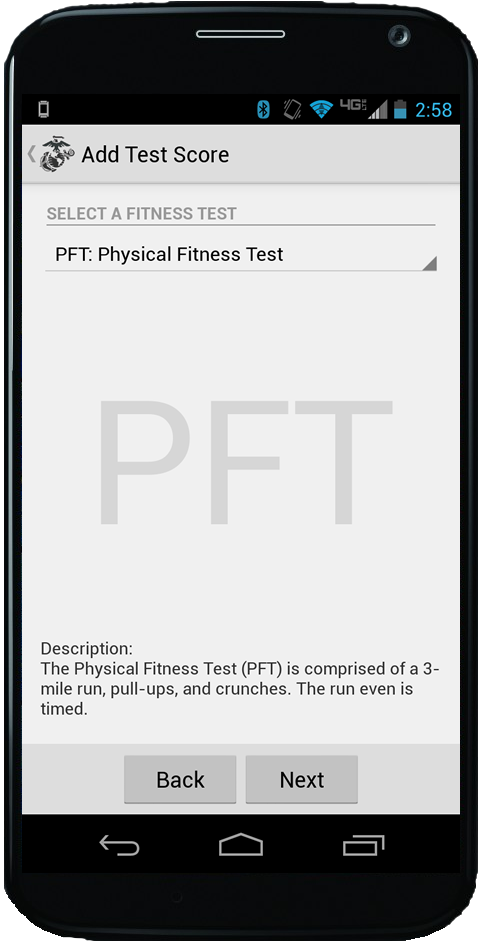 4G 2:58
Add Test Score
SELECT A FITNESS TEST
PFT: Physical Fitness Test
PFT
Description:
The Physical Fitness Test (PFT) is comprised of a 3-
mile run, pull-ups, and crunches. The run even is
timed.
Back Next